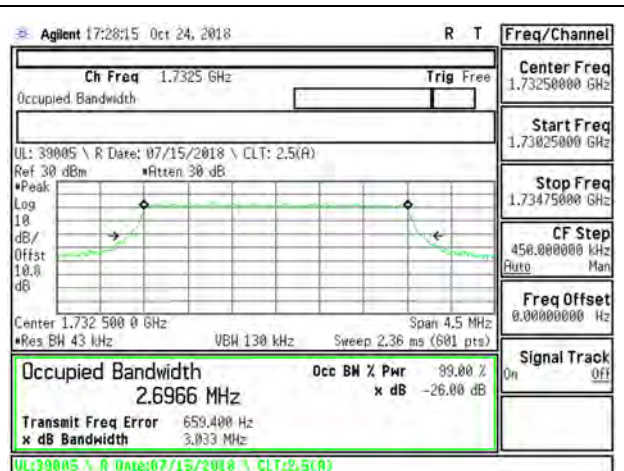 Agilent 17:28:15 Oct 24, 2018 R T
Freq/Channel
Ch Freq 1.7325 GHz Trig Free
Occupied Bandwidth
Center Freq
1.73250000 GHz
Start Freq
1.73025000 GHz
UL: 39005 \ R Date: 07/15/2018 \ CLT: 2.5(A)
Ref 30 dBm *Atten 30 dB
*Peak
Log
10
dB/
Offst
10.8
dB
Stop Freq
1.73475000 GHz
CF Step
450.000000 kHz
Auto Man
Freq Offset
0.00000000 Hz
Center 1.732 500 0 GHz Span 4.5 MHz
*Res BW 43 kHz VBW 130 kHz Sweep 2.36 ms (601 pts)
Signal Track
On Off
Occupied Bandwidth Occ BW % Pwr 99.00 %
2.6966 MHz x dB -26.00 dB
Transmit Freq Error 659.400 Hz
x dB Bandwidth 3.033 MHz
UL:39005 \ R Date:07/15/2018 \ CLT:2.5(A)